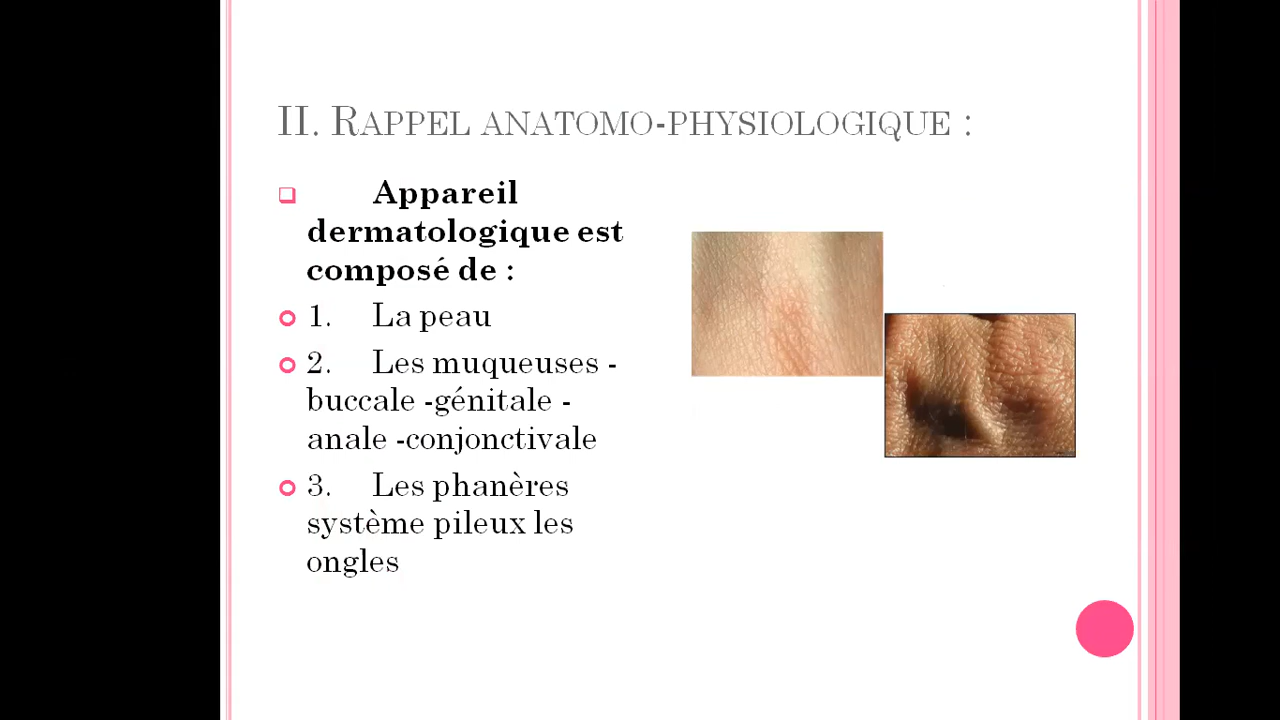 II. Rappel anatomo-physiologique :
Appareil
dermatologique est
composé de :
1. La peau
2. Les muqueuses -
buccale -génitale -
anale -conjonctivale
3. Les phanères
système pileux les
ongles